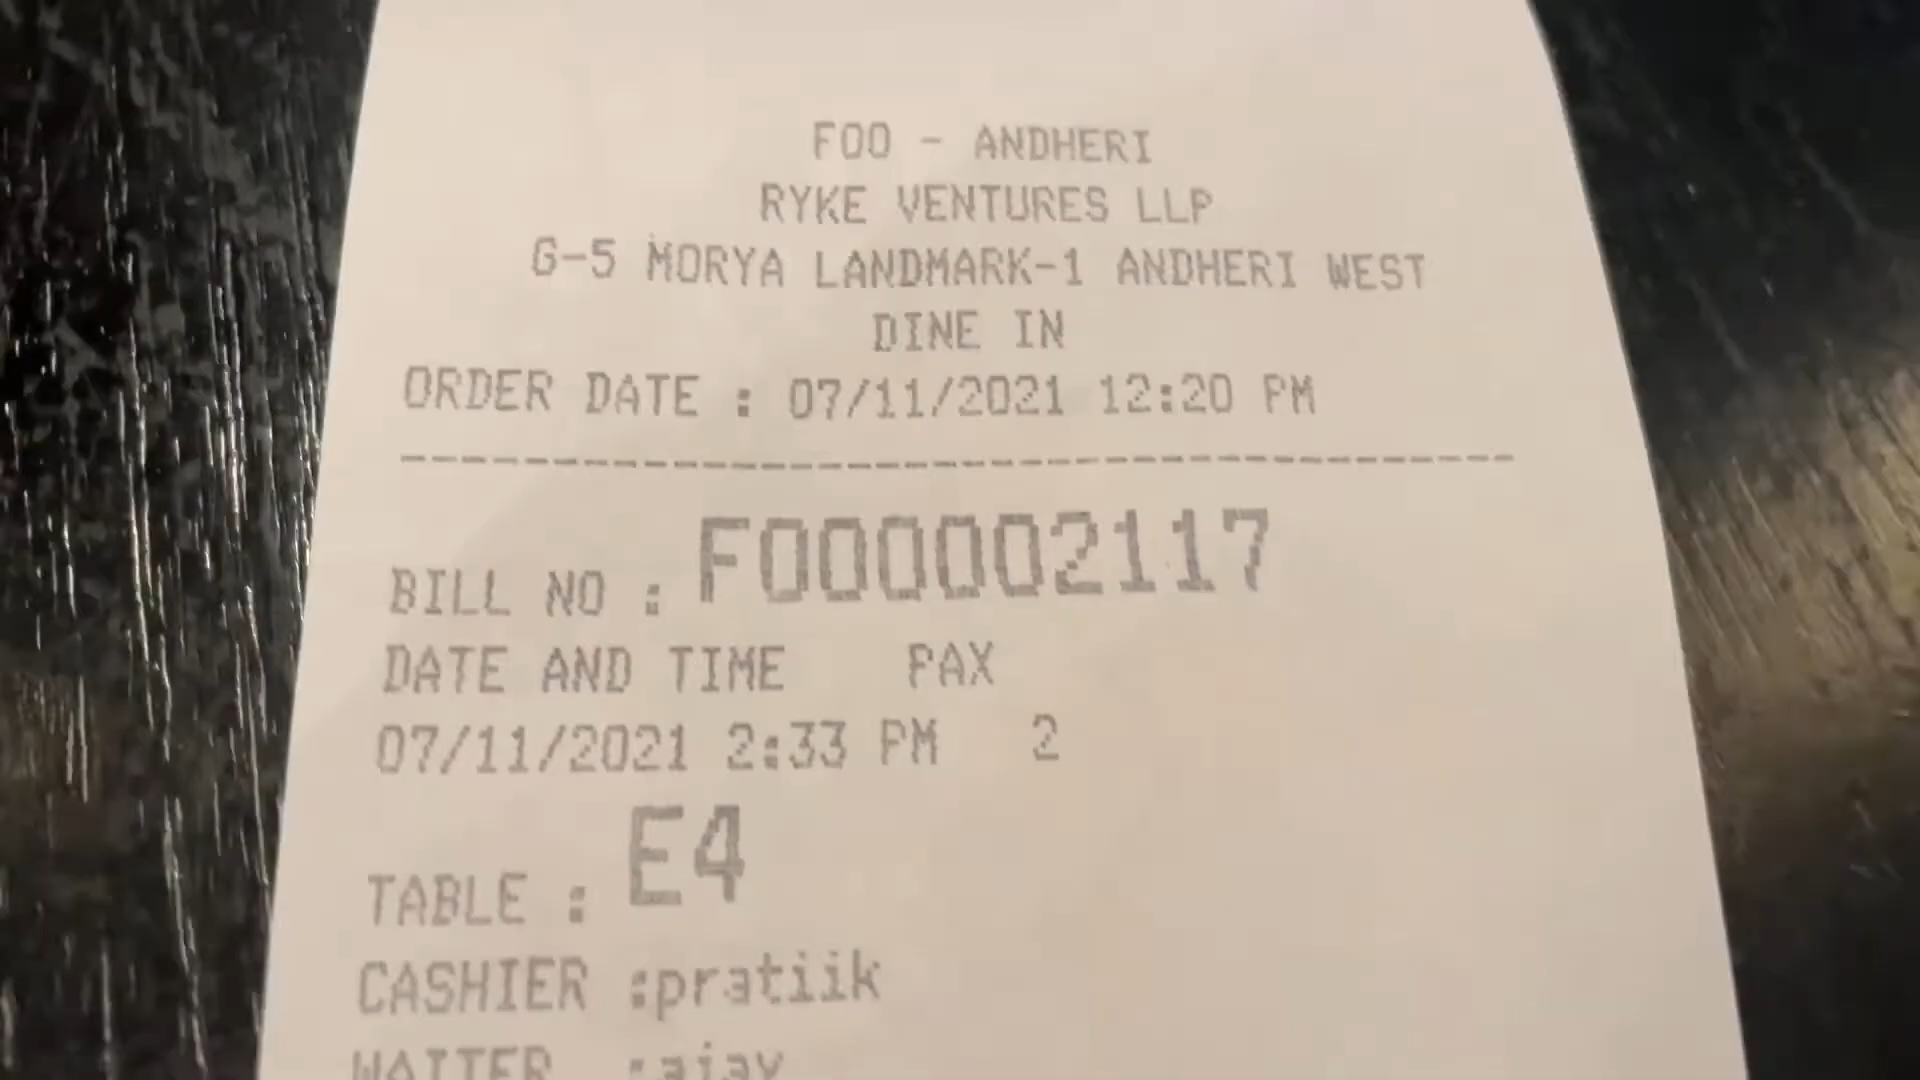 FOO - ANDHERI
RYKE VENTURES LLP
G-5 MORYA LANDMARK-1 ANDHERI WEST
DINE IN
ORDER DATE : 07/11/2021 12:20 PM
--------------------------------------
BILL NO : F000002117
DATE AND TIME PAX
07/11/2021 2:33 PM 2
TABLE : E4
CASHIER :pratiik
WAITER :ajay